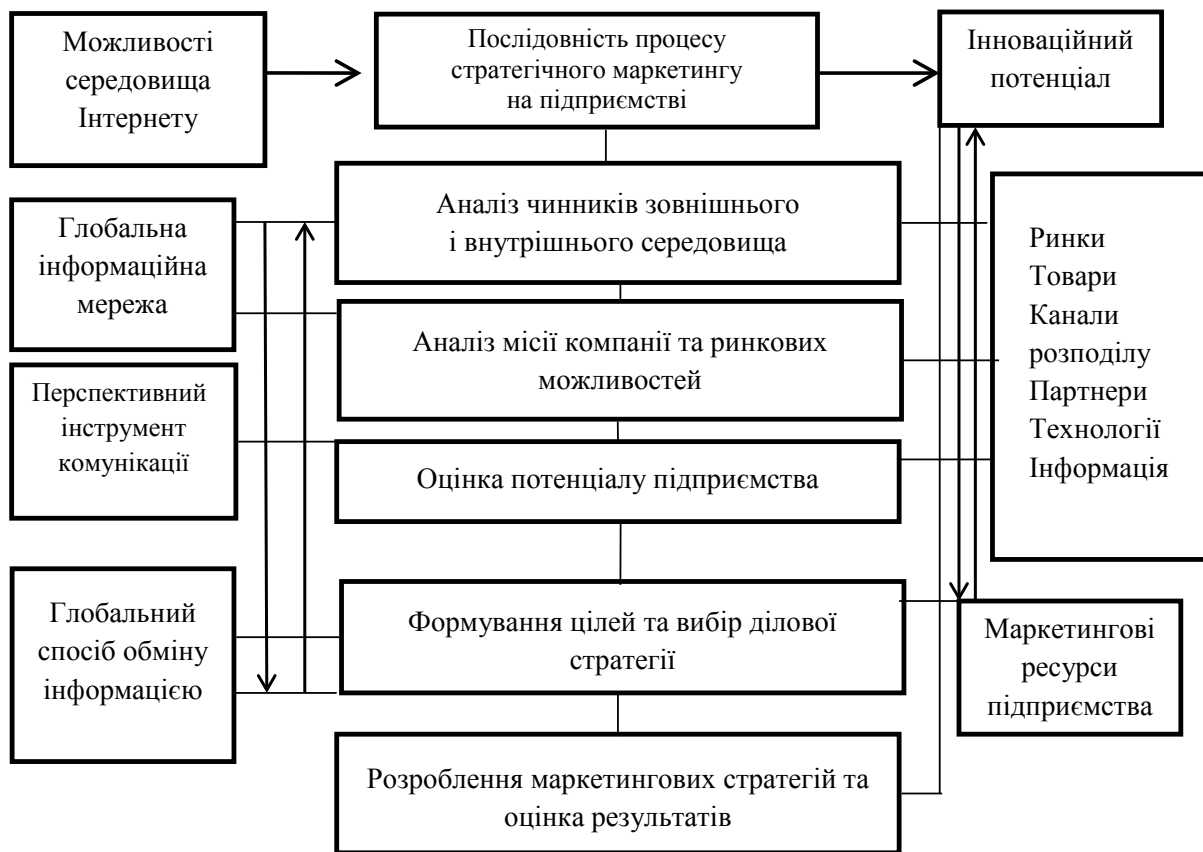 Можливості
середовища
Інтернету
Послідовність процесу
стратегічного маркетингу
на підприємстві
Інноваційний
потенціал
Глобальна
інформаційна
мережа
Аналіз чинників зовнішнього
і внутрішнього середовища
Ринки
Товари
Канали
розподілу
Партнери
Технології
Інформація
Аналіз місії компанії та ринкових
можливостей
Перспективний
інструмент
комунікації
Оцінка потенціалу підприємства
Глобальний
спосіб обміну
інформацією
Формування цілей та вибір ділової
стратегії
Маркетингові
ресурси
підприємства
Розроблення маркетингових стратегій та
оцінка результатів